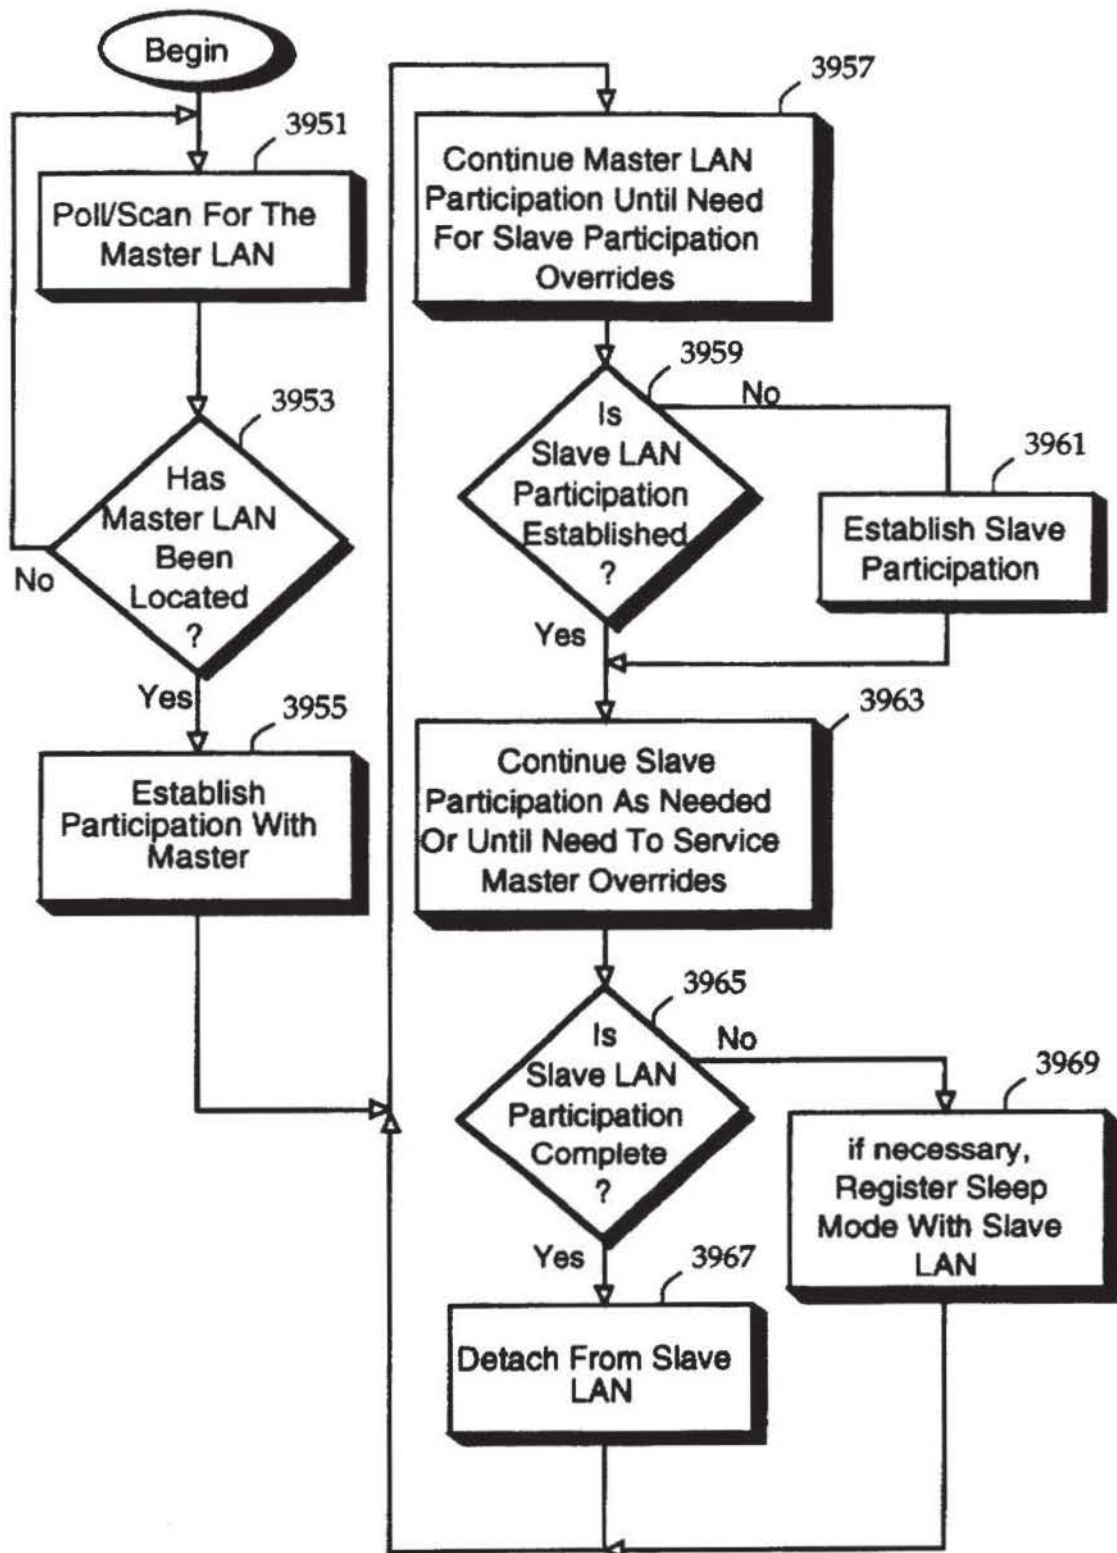 Begin
3951
Poll/Scan For The
Master LAN
3953
Has
Master LAN
Been
Located
?
No
Yes
3955
Establish
Participation With
Master
3957
Continue Master LAN
Participation Until Need
For Slave Participation
Overrides
3959
Is
Slave LAN
Participation
Established
?
No
3961
Establish Slave
Participation
Yes
3963
Continue Slave
Participation As Needed
Or Until Need To Service
Master Overrides
3965
Is
Slave LAN
Participation
Complete
?
No
3969
if necessary,
Register Sleep
Mode With Slave
LAN
Yes
3967
Detach From Slave
LAN